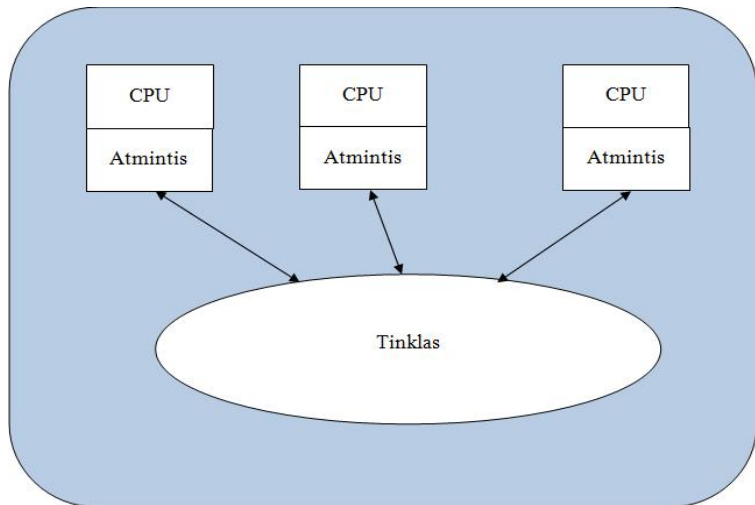 CPU
Atmintis
CPU
Atmintis
CPU
Atmintis
Tinklas